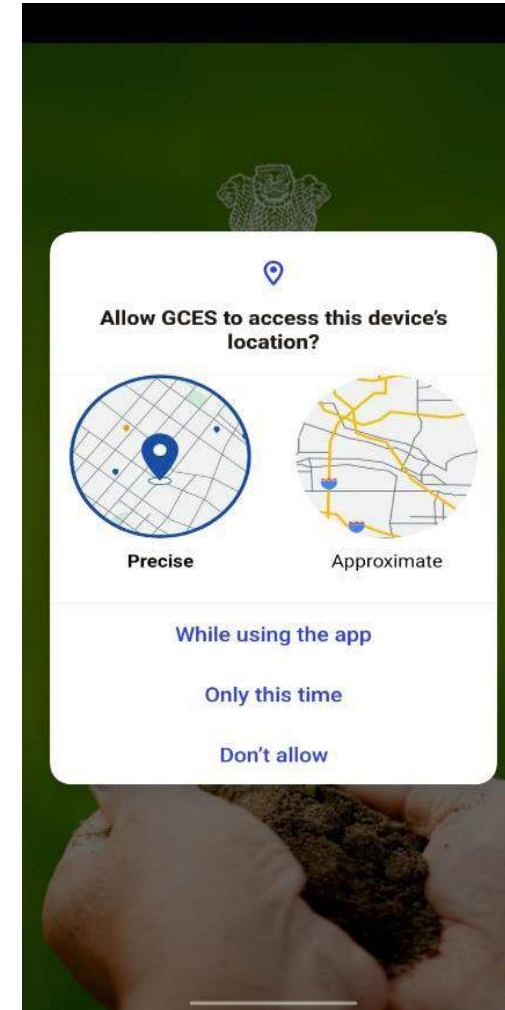 Allow GCES to access this device's
location?
Precise
Approximate
While using the app
Only this time
Don't allow